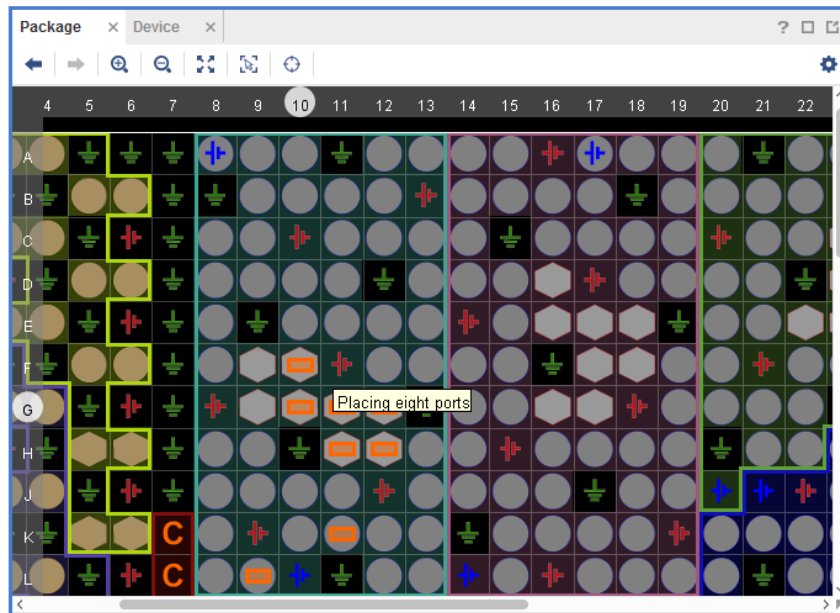 Package × Device ×
?
4 5 6 7 8 9 10 11 12 13 14 15 16 17 18 19 20 21 22
A
B
C
D
E
F
Placing eight ports
G
H
J
K C
L C